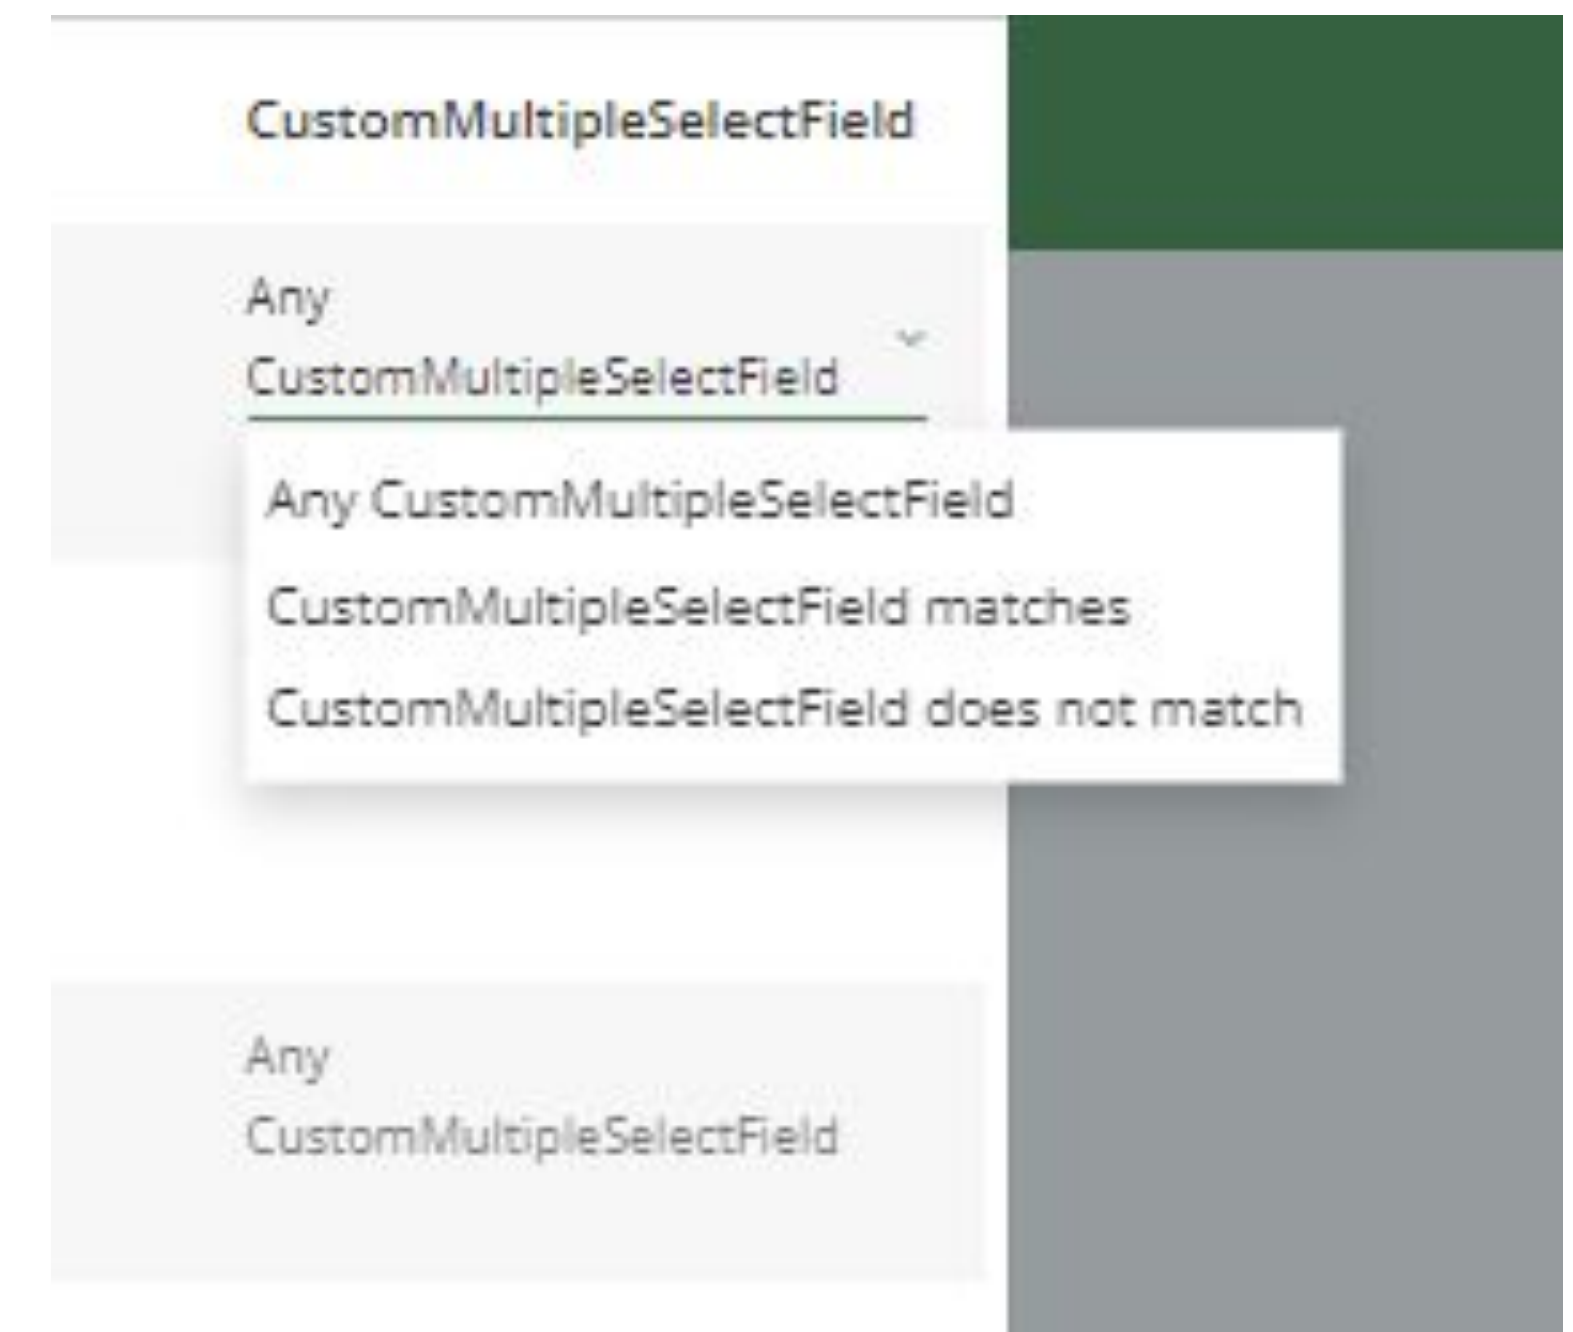 CustomMultipleSelectField
Any
CustomMultipleSelectField
Any CustomMultipleSelectField
CustomMultipleSelectField matches
CustomMultipleSelectField does not match
Any
CustomMultipleSelectField